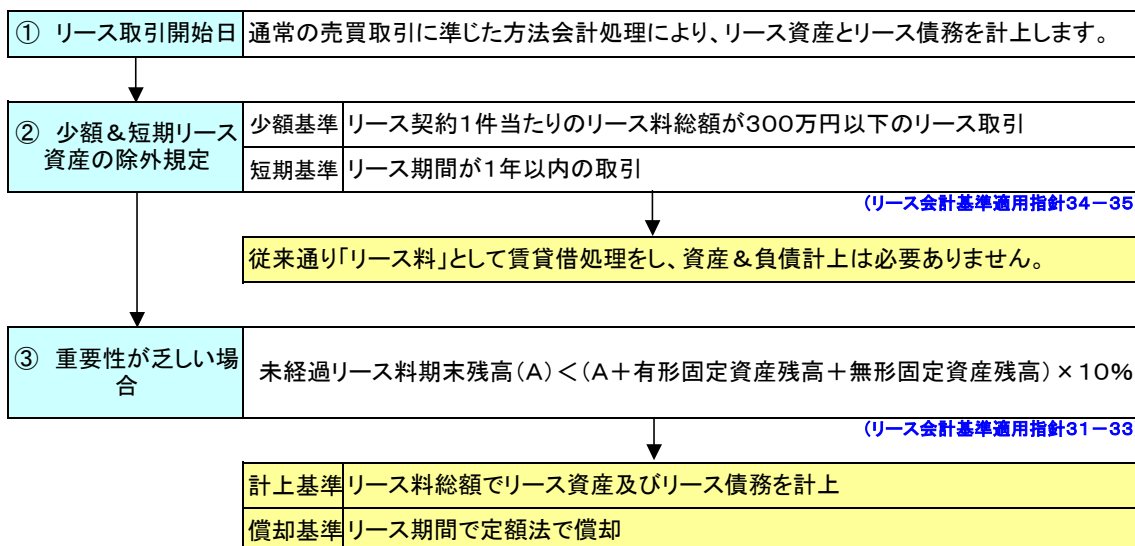 ① リース取引開始日 通常の売買取引に準じた方法会計処理により、リース資産とリース債務を計上します。
② 少額&短期リース
資産の除外規定
少額基準 リース契約1件当たりのリース料総額が300万円以下のリース取引
短期基準 リース期間が1年以内の取引
(リース会計基準適用指針34-35
従来通り「リース料」として賃貸借処理をし、資産&負債計上は必要ありません。
③ 重要性が乏しい場
合
未経過リース料期末残高(A)<(A+有形固定資産残高+無形固定資産残高)×10%
(リース会計基準適用指針31-33
計上基準 リース料総額でリース資産及びリース債務を計上
償却基準 リース期間で定額法で償却